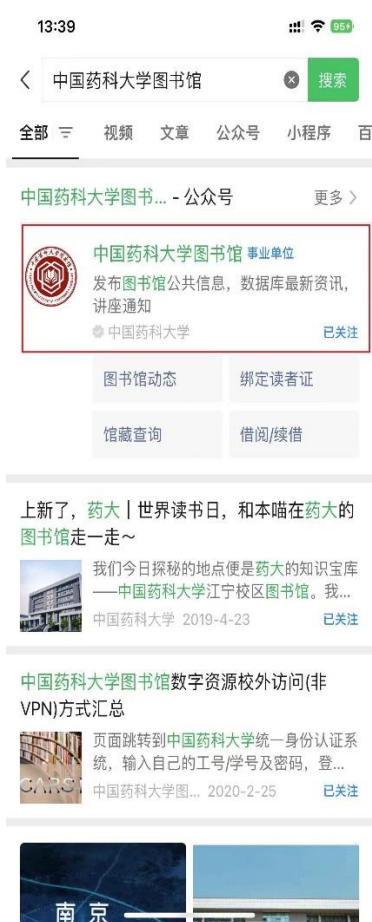 13:39
95
中国药科大学图书馆
搜索
全部 视频 文章 公众号 小程序 百
中国药科大学图书... - 公众号 更多
中国药科大学图书馆 事业单位
发布图书馆公共信息，数据库最新资讯，
讲座通知
中国药科大学 已关注
图书馆动态 绑定读者证
馆藏查询 借阅/续借
上新了，药大 | 世界读书日，和本喵在药大的
图书馆走一走～
我们今日探秘的地点便是药大的知识宝库
——中国药科大学江宁校区图书馆。我...
中国药科大学 2019-4-23 已关注
中国药科大学图书馆数字资源校外访问(非
VPN)方式汇总
页面跳转到中国药科大学统一身份认证系
统，输入自己的工号/学号及密码，登...
CARSI
中国药科大学图... 2020-2-25 已关注
南京